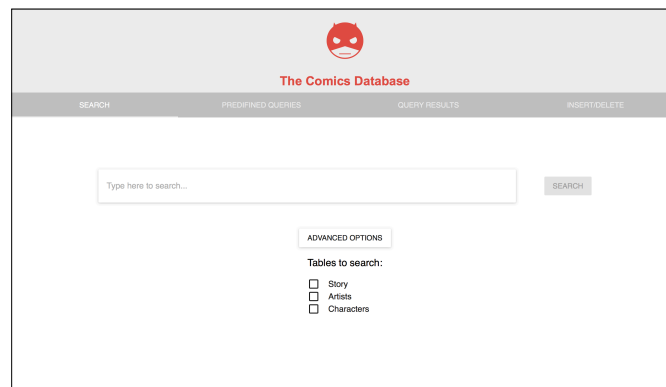 The Comics Database
SEARCH PREDIFINED QUERIES QUERY RESULTS INSERT/DELETE
Type here to search... SEARCH
ADVANCED OPTIONS
Tables to search:
Story
Artists
Characters